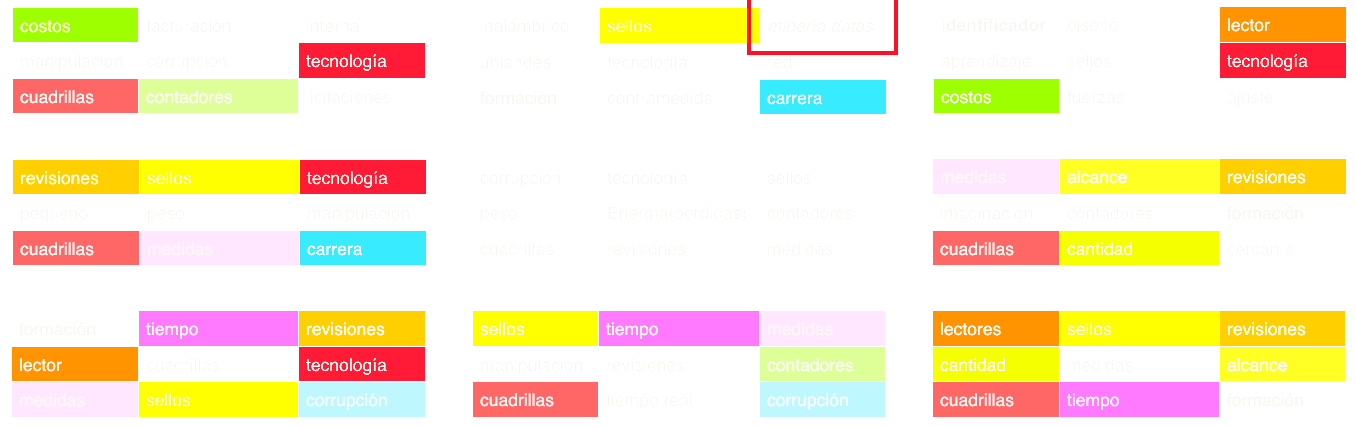 costos facturación interna inalámbrico sellos minería datos identificador diseño lector
manipulación corrupción tecnología unidades tecnología red aprendizaje sellos tecnología
cuadrillas contadores licitaciones formación contramedida carrera costos fuerzas ajuste
revisiones sellos tecnología corrupción tecnología sellos medidas alcance revisiones
pequeño peso manipulación peso Energía(perdidas) contadores imaginación contadores formación
cuadrillas medidas carrera cuadrillas revisiones medidas cuadrillas cantidad cercanía
formación tiempo revisiones sellos tiempo medidas lectores sellos revisiones
lector cuadrillas tecnología manipulación revisiones contadores cantidad medidas alcance
medidas sellos corrupción cuadrillas tiempo real corrupción cuadrillas tiempo formación